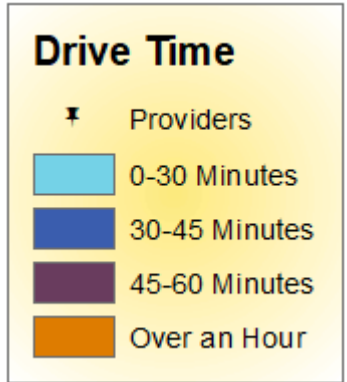 Drive Time
Providers
0-30 Minutes
30-45 Minutes
45-60 Minutes
Over an Hour